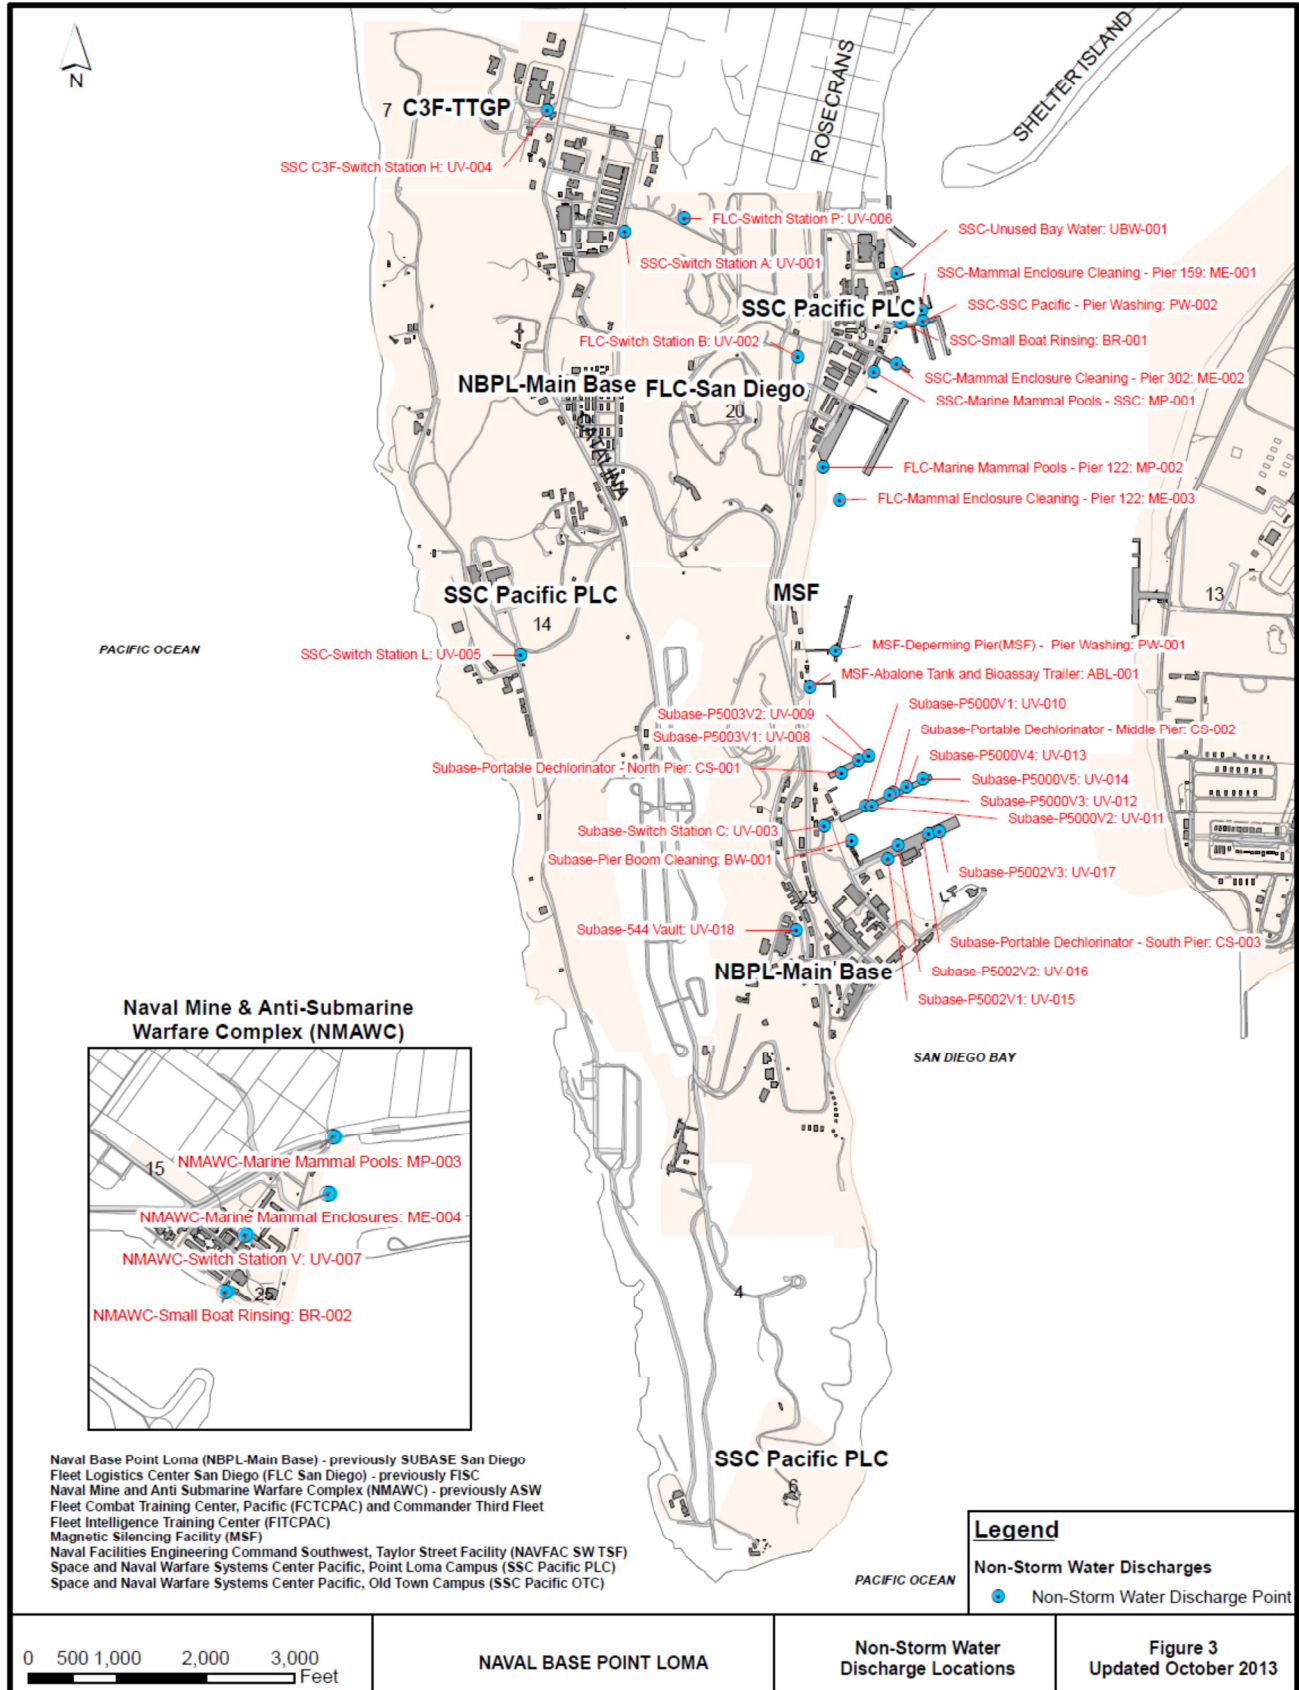 N
ROSECRANS
SHELTER ISLAND
7
C3F-TTGP
SSC C3F-Switch Station H: UV-004
FLC-Switch Station P: UV-006
SSC-Unused Bay Water: UBW-001
SSC-Switch Station A: UV-001
SSC-Mammal Enclosure Cleaning - Pier 159: ME-001
SSC Pacific PLC
SSC-SSC Pacific - Pier Washing: PW-002
3
FLC-Switch Station B: UV-002
SSC-Small Boat Rinsing: BR-001
SSC-Mammal Enclosure Cleaning - Pier 302: ME-002
NBPL-Main Base
FLC-San Diego
SSC-Marine Mammal Pools - SSC: MP-001
20
CATALINA
FLC-Marine Mammal Pools - Pier 122: MP-002
FLC-Mammal Enclosure Cleaning - Pier 122: ME-003
SSC Pacific PLC
MSF
13
14
PACIFIC OCEAN
SSC-Switch Station L: UV-005
MSF-Deperming Pier(MSF) - Pier Washing: PW-001
MSF-Abalone Tank and Bioassay Trailer: ABL-001
Subase-P5003V2: UV-009
Subase-P5000V1: UV-010
Subase-P5003V1: UV-008
Subase-Portable Dechlorinator - Middle Pier: CS-002
Subase-P5000V4: UV-013
Subase-Portable Dechlorinator - North Pier: CS-001
Subase-P5000V5: UV-014
Subase-P5000V3: UV-012
Subase-P5000V2: UV-011
Subase-Switch Station C: UV-003
Subase-Pier Boom Cleaning: BW-001
Subase-P5002V3: UV-017
23
Subase-544 Vault: UV-018
Subase-Portable Dechlorinator - South Pier: CS-003
NBPL-Main Base
Subase-P5002V2: UV-016
Subase-P5002V1: UV-015
SAN DIEGO BAY
Naval Mine & Anti-Submarine
Warfare Complex (NMAWC)
15
NMAWC-Marine Mammal Pools: MP-003
NMAWC-Marine Mammal Enclosures: ME-004
NMAWC-Switch Station V: UV-007
25
NMAWC-Small Boat Rinsing: BR-002
4
SSC Pacific PLC
6
Naval Base Point Loma (NBPL-Main Base) - previously SUBASE San Diego
Fleet Logistics Center San Diego (FLC San Diego) - previously FISC
Naval Mine and Anti Submarine Warfare Complex (NMAWC) - previously ASW
Fleet Combat Training Center, Pacific (FCTCPAC) and Commander Third Fleet
Fleet Intelligence Training Center (FITCPAC)
Magnetic Silencing Facility (MSF)
Naval Facilities Engineering Command Southwest, Taylor Street Facility (NAVFAC SW TSF)
Space and Naval Warfare Systems Center Pacific, Point Loma Campus (SSC Pacific PLC)
Space and Naval Warfare Systems Center Pacific, Old Town Campus (SSC Pacific OTC)
PACIFIC OCEAN
Legend
Non-Storm Water Discharges
Non-Storm Water Discharge Point
0 500 1,000 2,000 3,000
Feet
NAVAL BASE POINT LOMA
Non-Storm Water
Discharge Locations
Figure 3
Updated October 2013